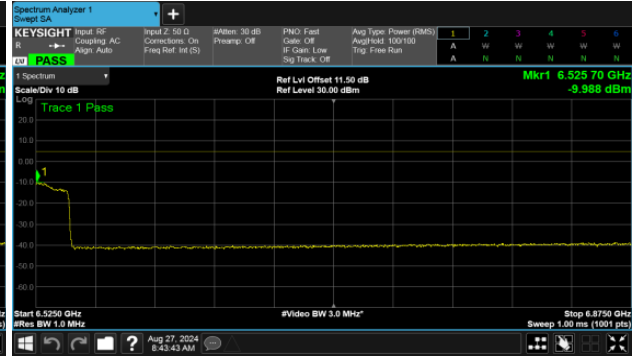 Spectrum Analyzer 1
Swept SA
KEYSIGHT
R
LVI PASS
Input: RF
Coupling: AC
Align: Auto
Input Z: 50 Ω
Corrections: On
Freq Ref: Int (S)
#Atten: 30 dB
Preamp: Off
PNO: Fast
Gate: Off
IF Gain: Low
Sig Track: Off
Avg Type: Power (RMS)
Avg|Hold: 100/100
Trig: Free Run
1 2 3 4 5 6
A W W W W W
A N N N N N
1 Spectrum
Scale/Div 10 dB
Ref Lvl Offset 11.50 dB
Ref Level 30.00 dBm
Mkr1 6.525 70 GHz
-9.988 dBm
Log
Trace 1 Pass
20.0
10.0
0.00
1
-10.0
-20.0
-30.0
-40.0
-50.0
-60.0
Start 6.5250 GHz
#Res BW 1.0 MHz
#Video BW 3.0 MHz*
Stop 6.8750 GHz
Sweep 1.00 ms (1001 pts)
?
Aug 27, 2024
8:43:43 AM